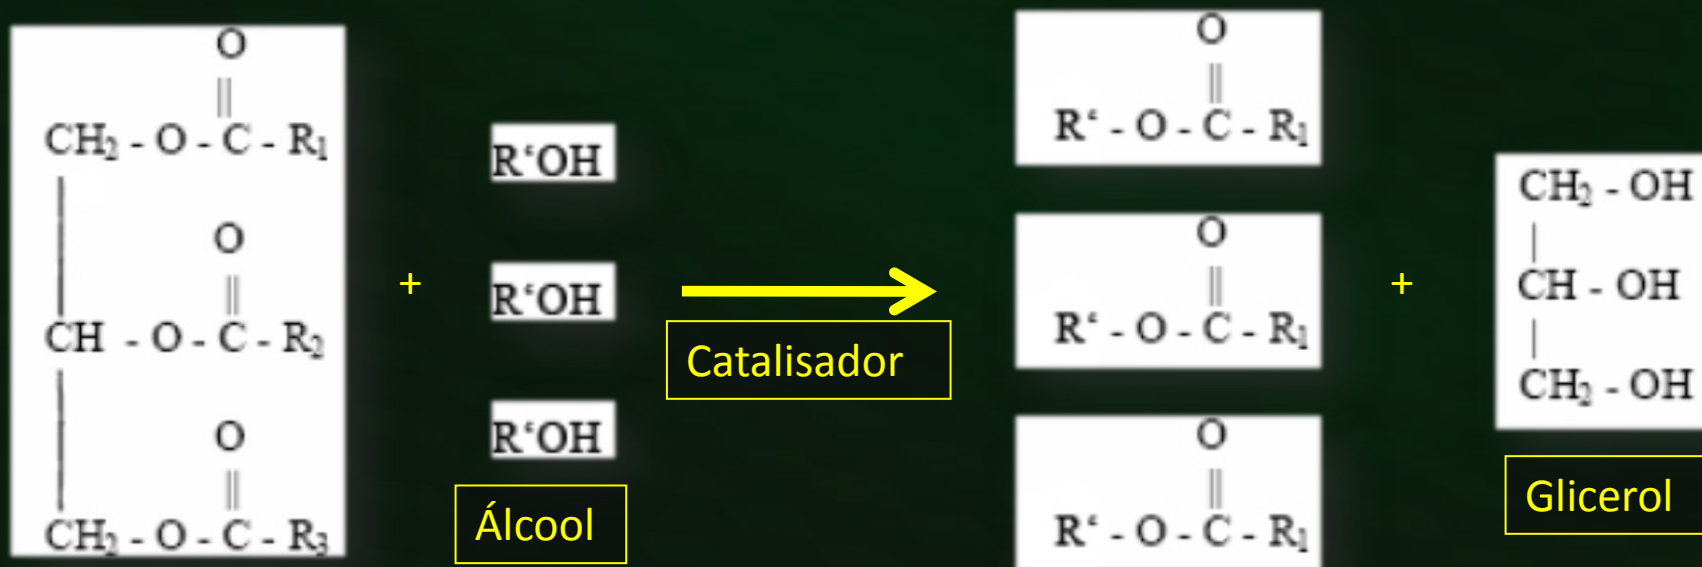 O
||
CH₂ - O - C - R₁
|
O
||
CH - O - C - R₂
|
O
||
CH₂ - O - C - R₃
+
R‘OH
R‘OH
R‘OH
Álcool
Catalisador
O
||
R‘ - O - C - R₁
O
||
R‘ - O - C - R₁
O
||
R‘ - O - C - R₁
+
CH₂ - OH
|
CH - OH
|
CH₂ - OH
Glicerol